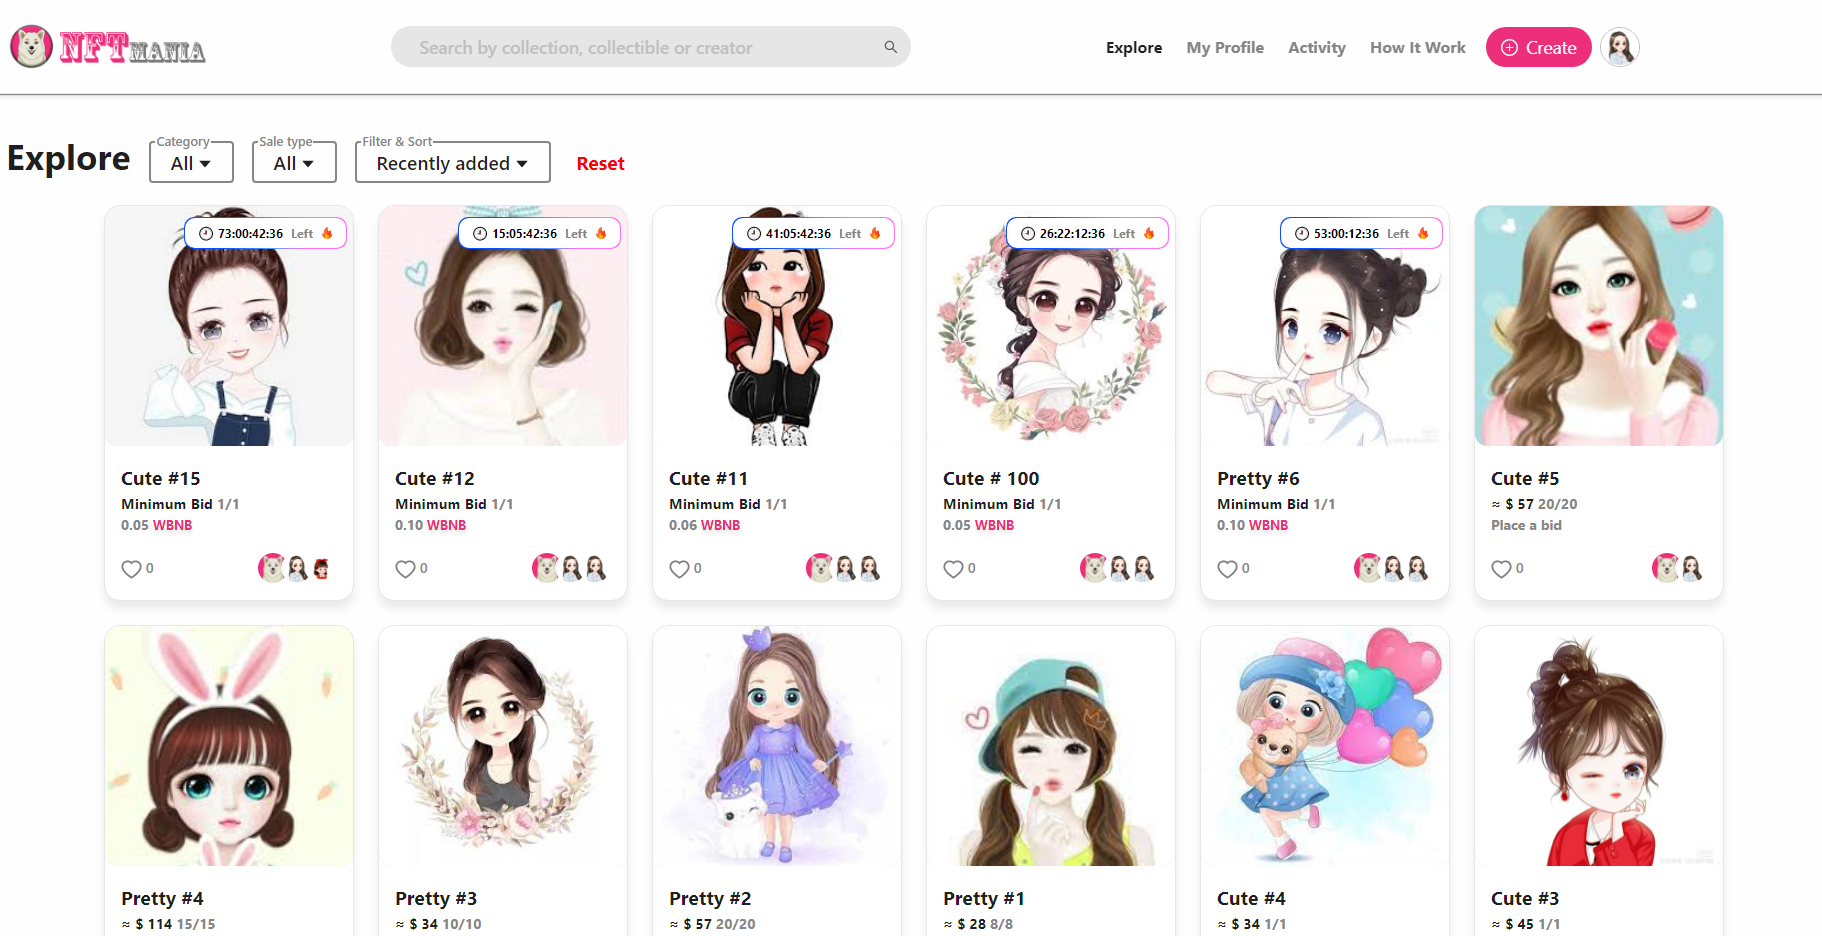 NFTMANIA
Search by collection, collectible or creator
Explore
My Profile
Activity
How It Work
Create
Explore
Category
All
Sale type
All
Filter & Sort
Recently added
Reset
73:00:42:36 Left
15:05:42:36 Left
41:05:42:36 Left
26:22:12:36 Left
53:00:12:36 Left
Cute #15
Minimum Bid 1/1
0.05 WBNB
0
Cute #12
Minimum Bid 1/1
0.10 WBNB
0
Cute #11
Minimum Bid 1/1
0.06 WBNB
0
Cute # 100
Minimum Bid 1/1
0.05 WBNB
0
Pretty #6
Minimum Bid 1/1
0.10 WBNB
0
Cute #5
≈ $ 57 20/20
Place a bid
0
Pretty #4
≈ $ 114 15/15
Pretty #3
≈ $ 34 10/10
Pretty #2
≈ $ 57 20/20
Pretty #1
≈ $ 28 8/8
Cute #4
≈ $ 34 1/1
Cute #3
≈ $ 45 1/1